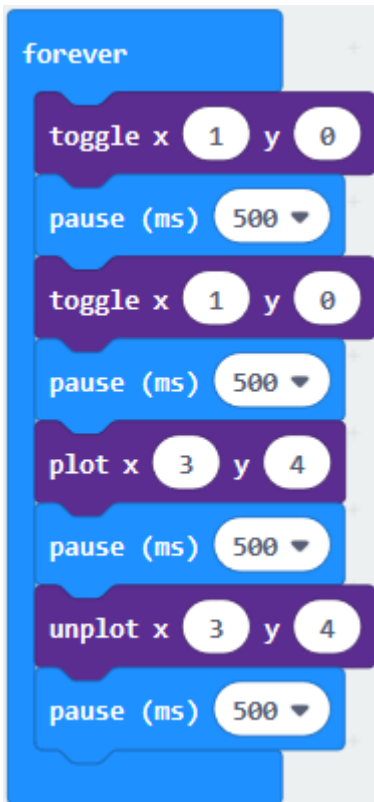 forever
toggle x 1 y 0
pause (ms) 500
toggle x 1 y 0
pause (ms) 500
plot x 3 y 4
pause (ms) 500
unplot x 3 y 4
pause (ms) 500